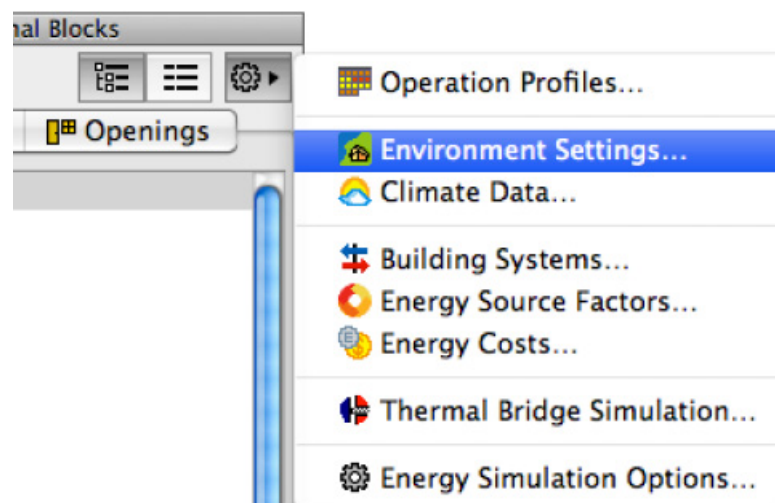 nal Blocks
Operation Profiles...
Openings
Environment Settings...
Climate Data...
Building Systems...
Energy Source Factors...
Energy Costs...
Thermal Bridge Simulation...
Energy Simulation Options...